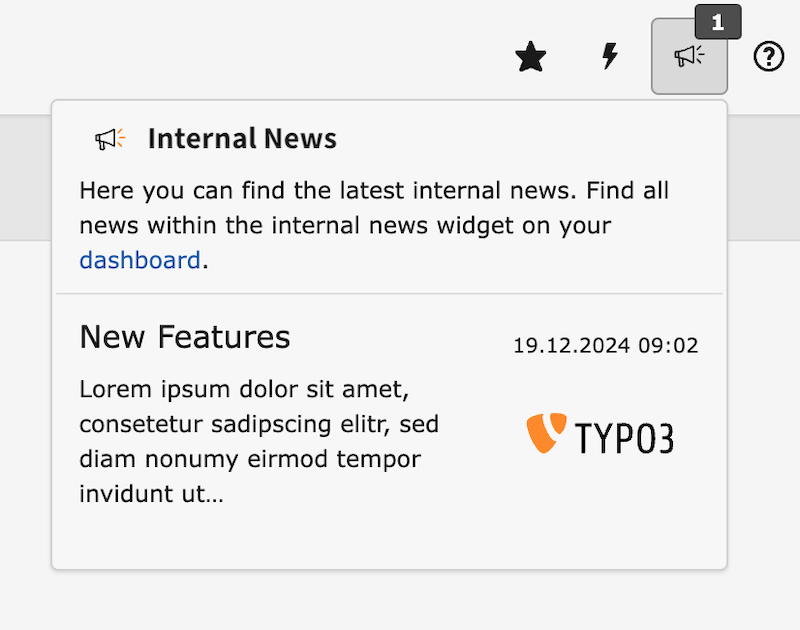 1
Internal News
Here you can find the latest internal news. Find all
news within the internal news widget on your
dashboard.
New Features
19.12.2024 09:02
Lorem ipsum dolor sit amet,
consetetur sadipscing elitr, sed
diam nonumy eirmod tempor
invidunt ut...
TYPO3